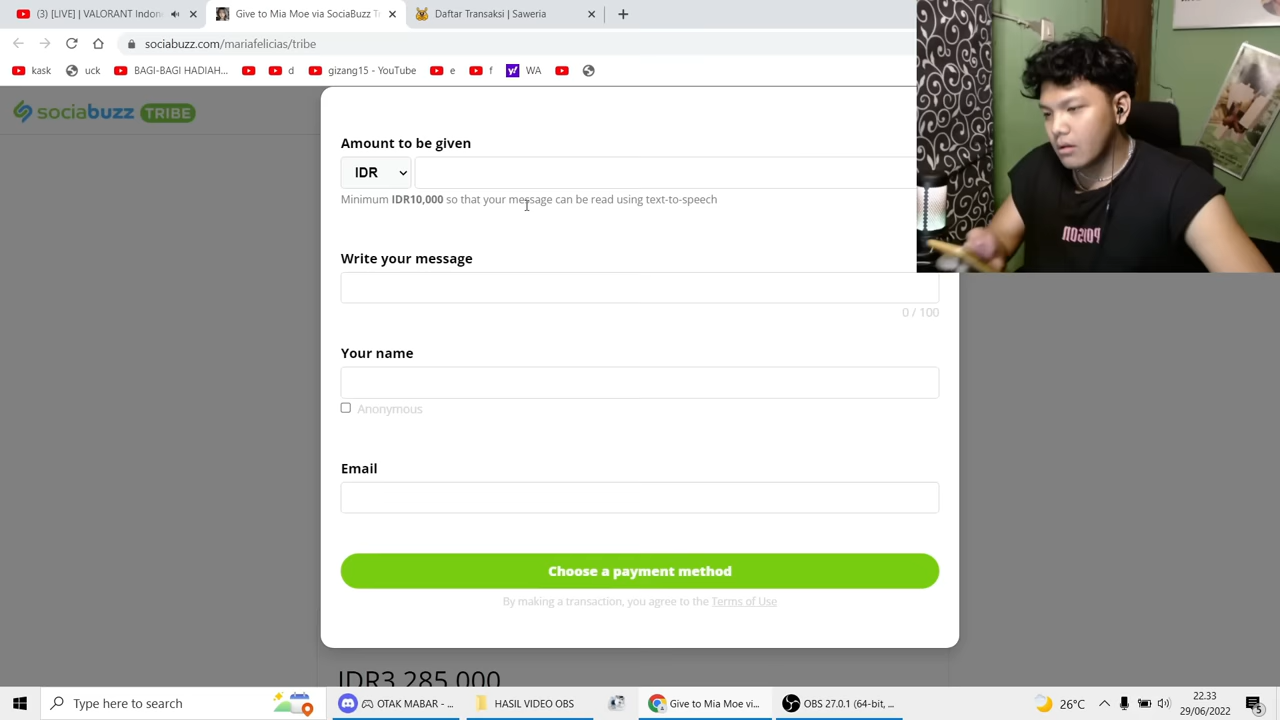 (3) [LIVE] | VALORANT Indon
Give to Mia Moe via SociaBuzz T
Daftar Transaksi | Saweria
sociabuzz.com/mariafelicias/tribe
kask
uck
BAGI-BAGI HADIAH...
d
gizang15 - YouTube
e
f
WA
sociabuzz TRIBE
Amount to be given
IDR
Minimum IDR10,000 so that your message can be read using text-to-speech
Write your message
0 / 100
Your name
Anonymous
Email
Choose a payment method
By making a transaction, you agree to the Terms of Use
IDR3,285,000
POISON
Type here to search
OTAK MABAR - ...
HASIL VIDEOOBS
Give to Mia Moe vi...
OBS 27.0.1 (64-bit, ...
26°C
22.33
29/06/2022
5